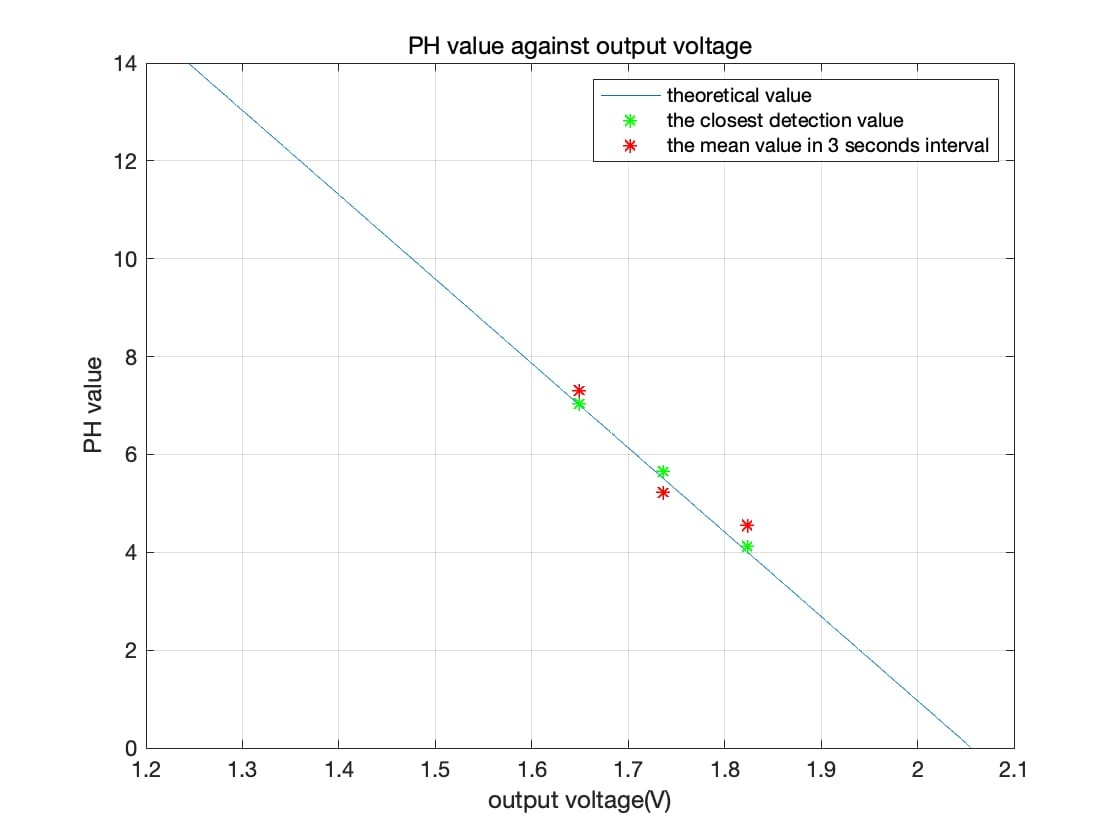 PH value against output voltage
theoretical value
the closest detection value
the mean value in 3 seconds interval
14
12
10
8
6
4
2
0
PH value
1.2 1.3 1.4 1.5 1.6 1.7 1.8 1.9 2 2.1
output voltage(V)